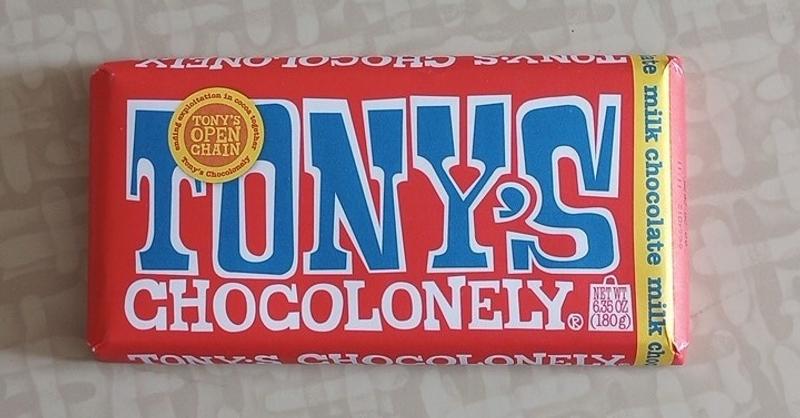 TONY'S CHOCOLONELY
ending exploitation in cocoa together
TONY'S
OPEN
CHAIN
Tony's Chocolonely
TONY'S
CHOCOLONELY®
NET WT
6.35 OZ
(180g)
TONY'S CHOCOLONELY
milk chocolate milk